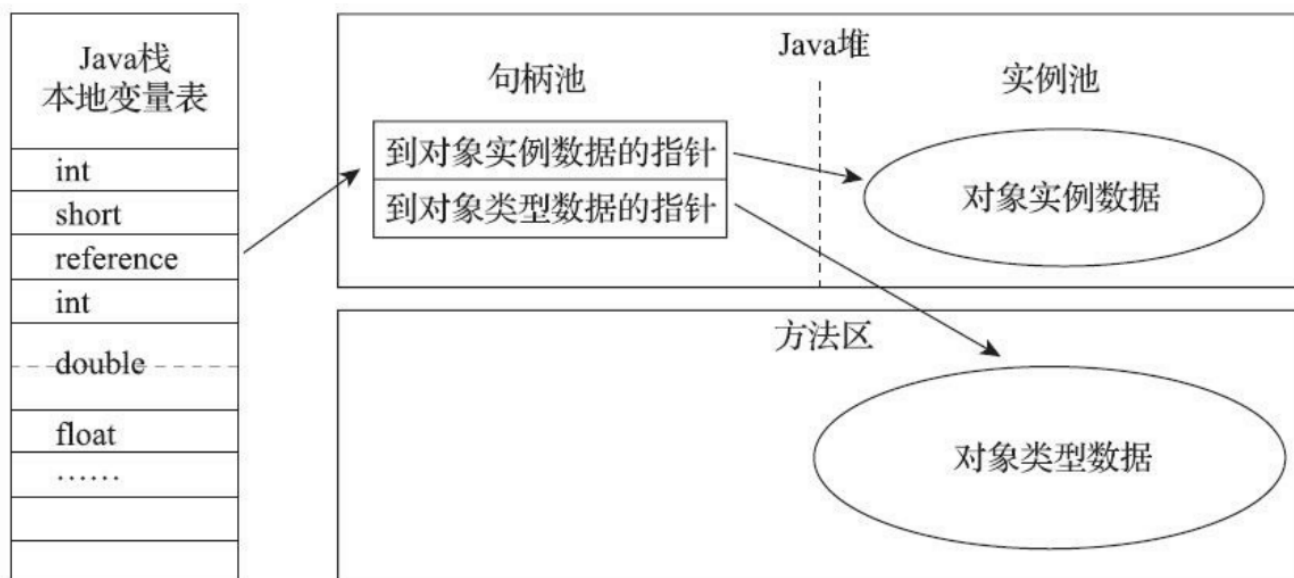 Java栈
本地变量表
int
short
reference
int
double
float
……
Java堆
句柄池
实例池
到对象实例数据的指针
到对象类型数据的指针
对象实例数据
方法区
对象类型数据